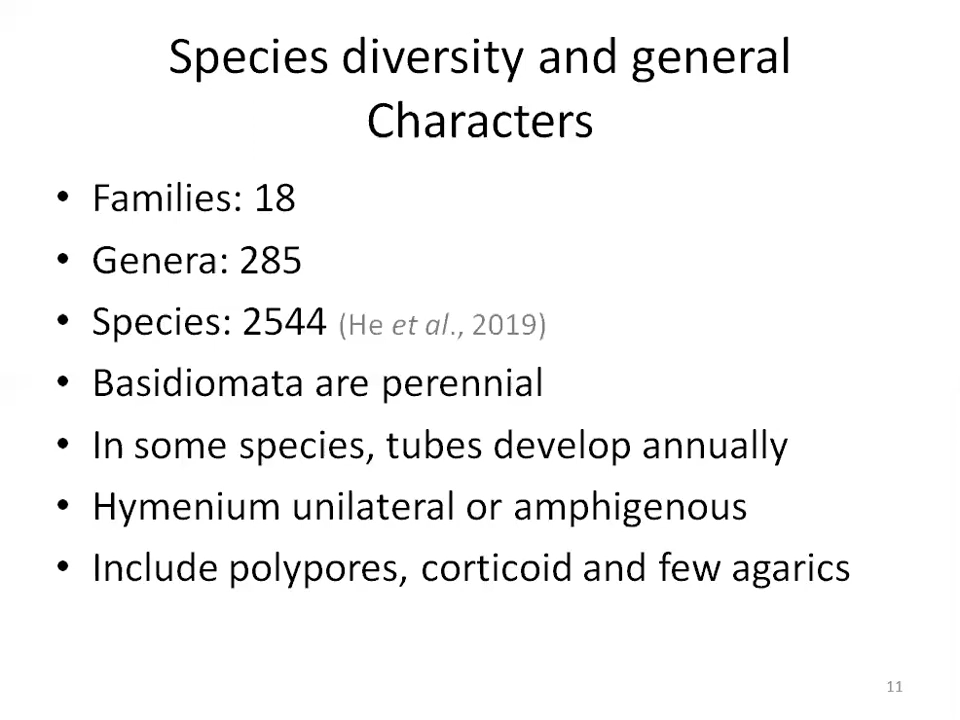 Species diversity and general
Characters
• Families: 18
• Genera: 285
• Species: 2544 (He et al., 2019)
• Basidiomata are perennial
• In some species, tubes develop annually
• Hymenium unilateral or amphigenous
• Include polypores, corticoid and few agarics
11